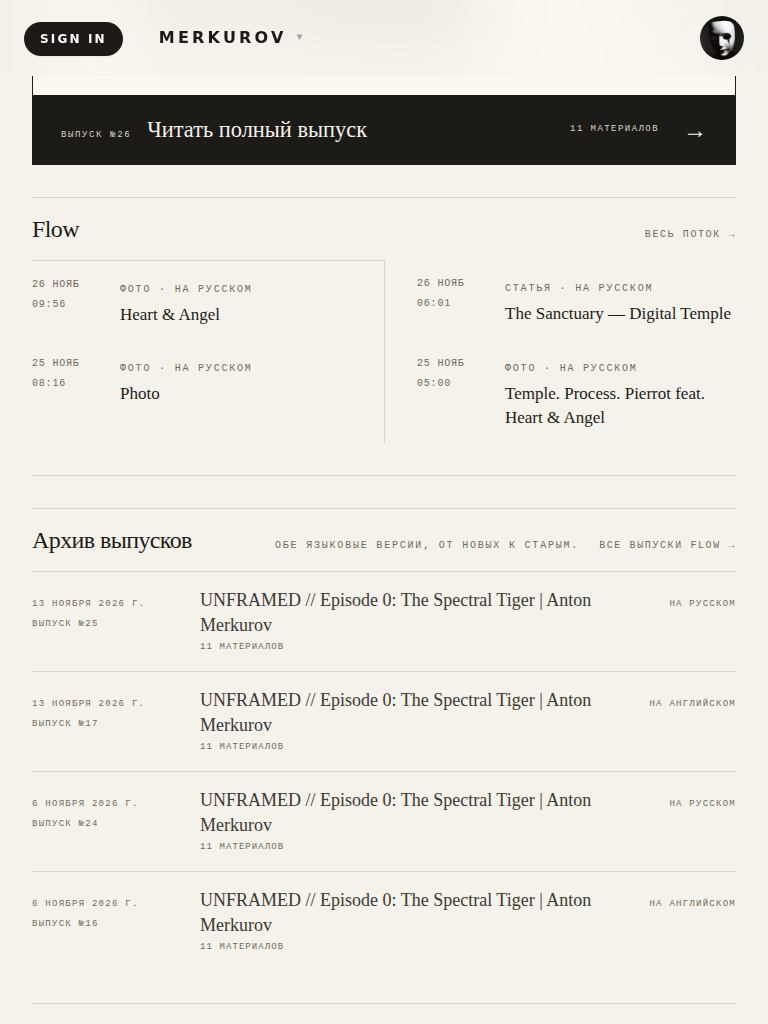 SIGN IN
MERKUROV ▾
ВЫПУСК №26 Читать полный выпуск 11 МАТЕРИАЛОВ →
Flow
ВЕСЬ ПОТОК →
26 НОЯБ
09:56
ФОТО · НА РУССКОМ
Heart & Angel
26 НОЯБ
06:01
СТАТЬЯ · НА РУССКОМ
The Sanctuary — Digital Temple
25 НОЯБ
08:16
ФОТО · НА РУССКОМ
Photo
25 НОЯБ
05:00
ФОТО · НА РУССКОМ
Temple. Process. Pierrot feat.
Heart & Angel
Архив выпусков
ОБЕ ЯЗЫКОВЫЕ ВЕРСИИ, ОТ НОВЫХ К СТАРЫМ. ВСЕ ВЫПУСКИ FLOW →
13 НОЯБРЯ 2026 Г.
ВЫПУСК №25
UNFRAMED // Episode 0: The Spectral Tiger | Anton
Merkurov
11 МАТЕРИАЛОВ
НА РУССКОМ
13 НОЯБРЯ 2026 Г.
ВЫПУСК №17
UNFRAMED // Episode 0: The Spectral Tiger | Anton
Merkurov
11 МАТЕРИАЛОВ
НА АНГЛИЙСКОМ
6 НОЯБРЯ 2026 Г.
ВЫПУСК №24
UNFRAMED // Episode 0: The Spectral Tiger | Anton
Merkurov
11 МАТЕРИАЛОВ
НА РУССКОМ
6 НОЯБРЯ 2026 Г.
ВЫПУСК №16
UNFRAMED // Episode 0: The Spectral Tiger | Anton
Merkurov
11 МАТЕРИАЛОВ
НА АНГЛИЙСКОМ